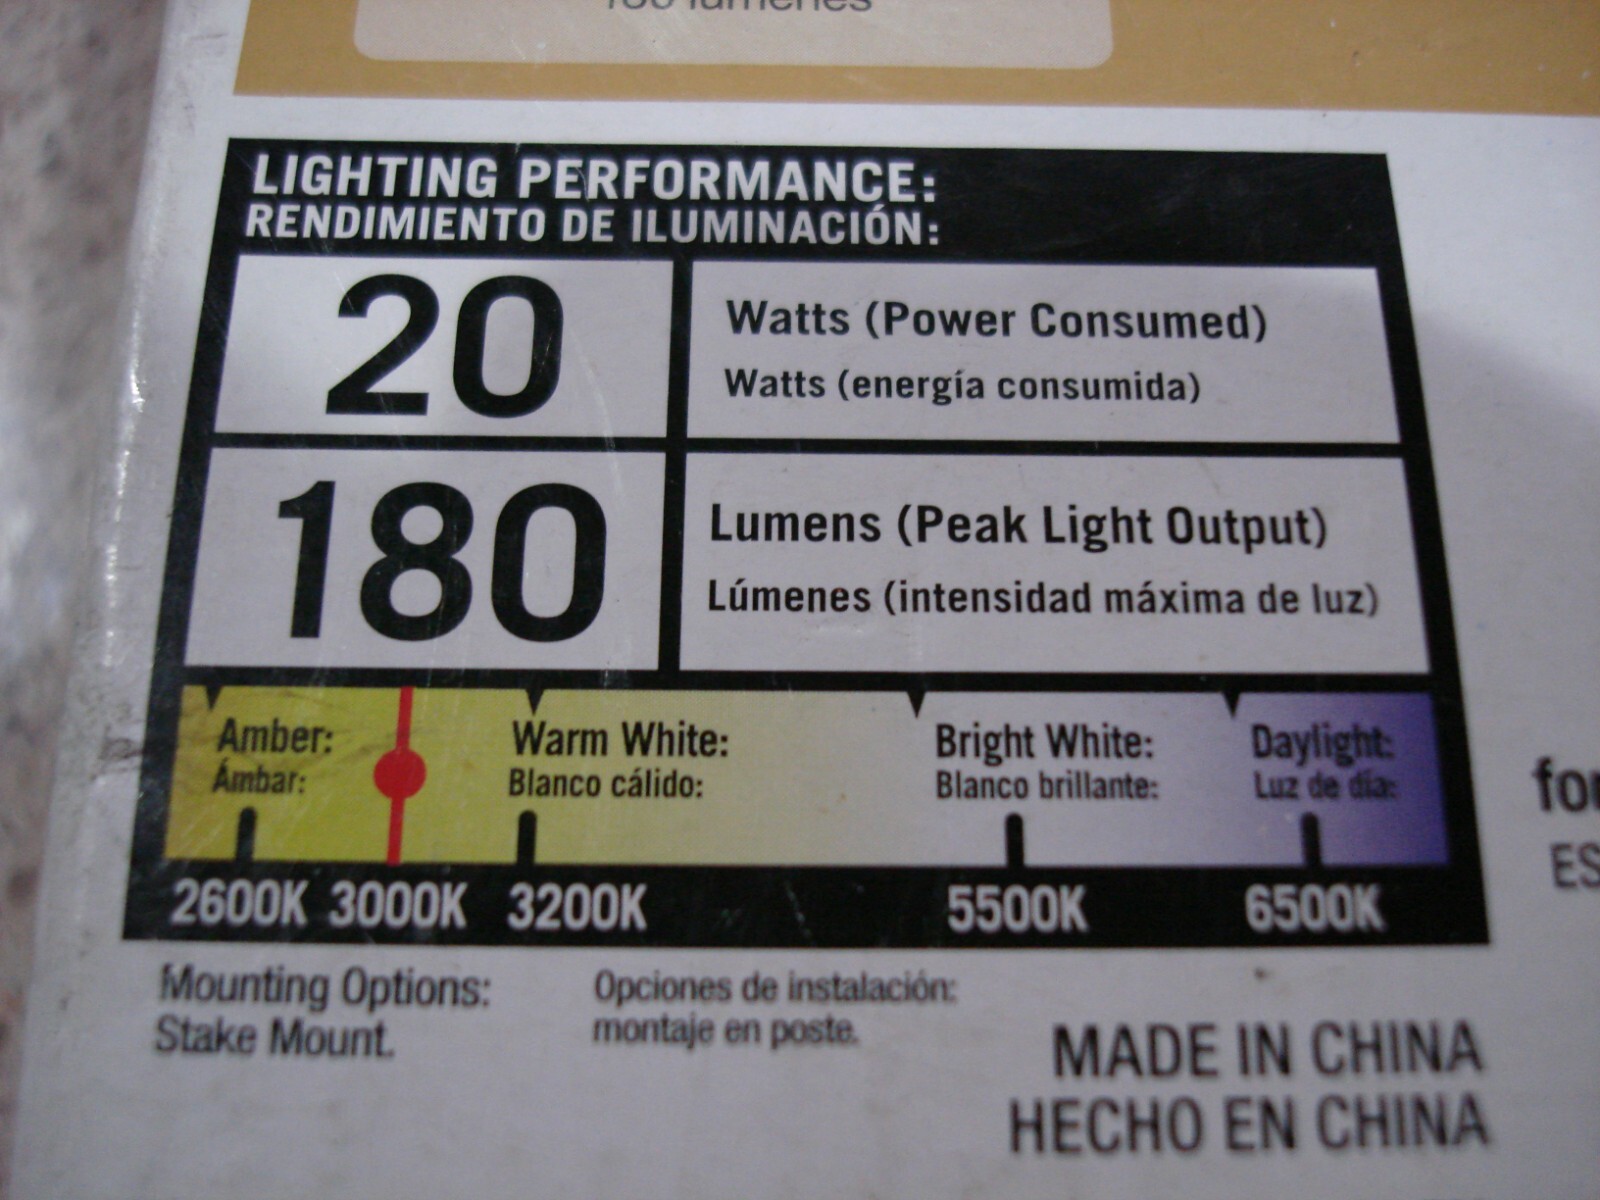 180 lúmenes
LIGHTING PERFORMANCE:
RENDIMIENTO DE ILUMINACIÓN:
20
Watts (Power Consumed)
Watts (energía consumida)
180
Lumens (Peak Light Output)
Lúmenes (intensidad máxima de luz)
Amber: Warm White: Bright White: Daylight:
Ámbar: Blanco cálido: Blanco brillante: Luz de día:
2600K 3000K 3200K 5500K 6500K
Mounting Options:
Stake Mount.
Opciones de instalación:
montaje en poste.
MADE IN CHINA
HECHO EN CHINA